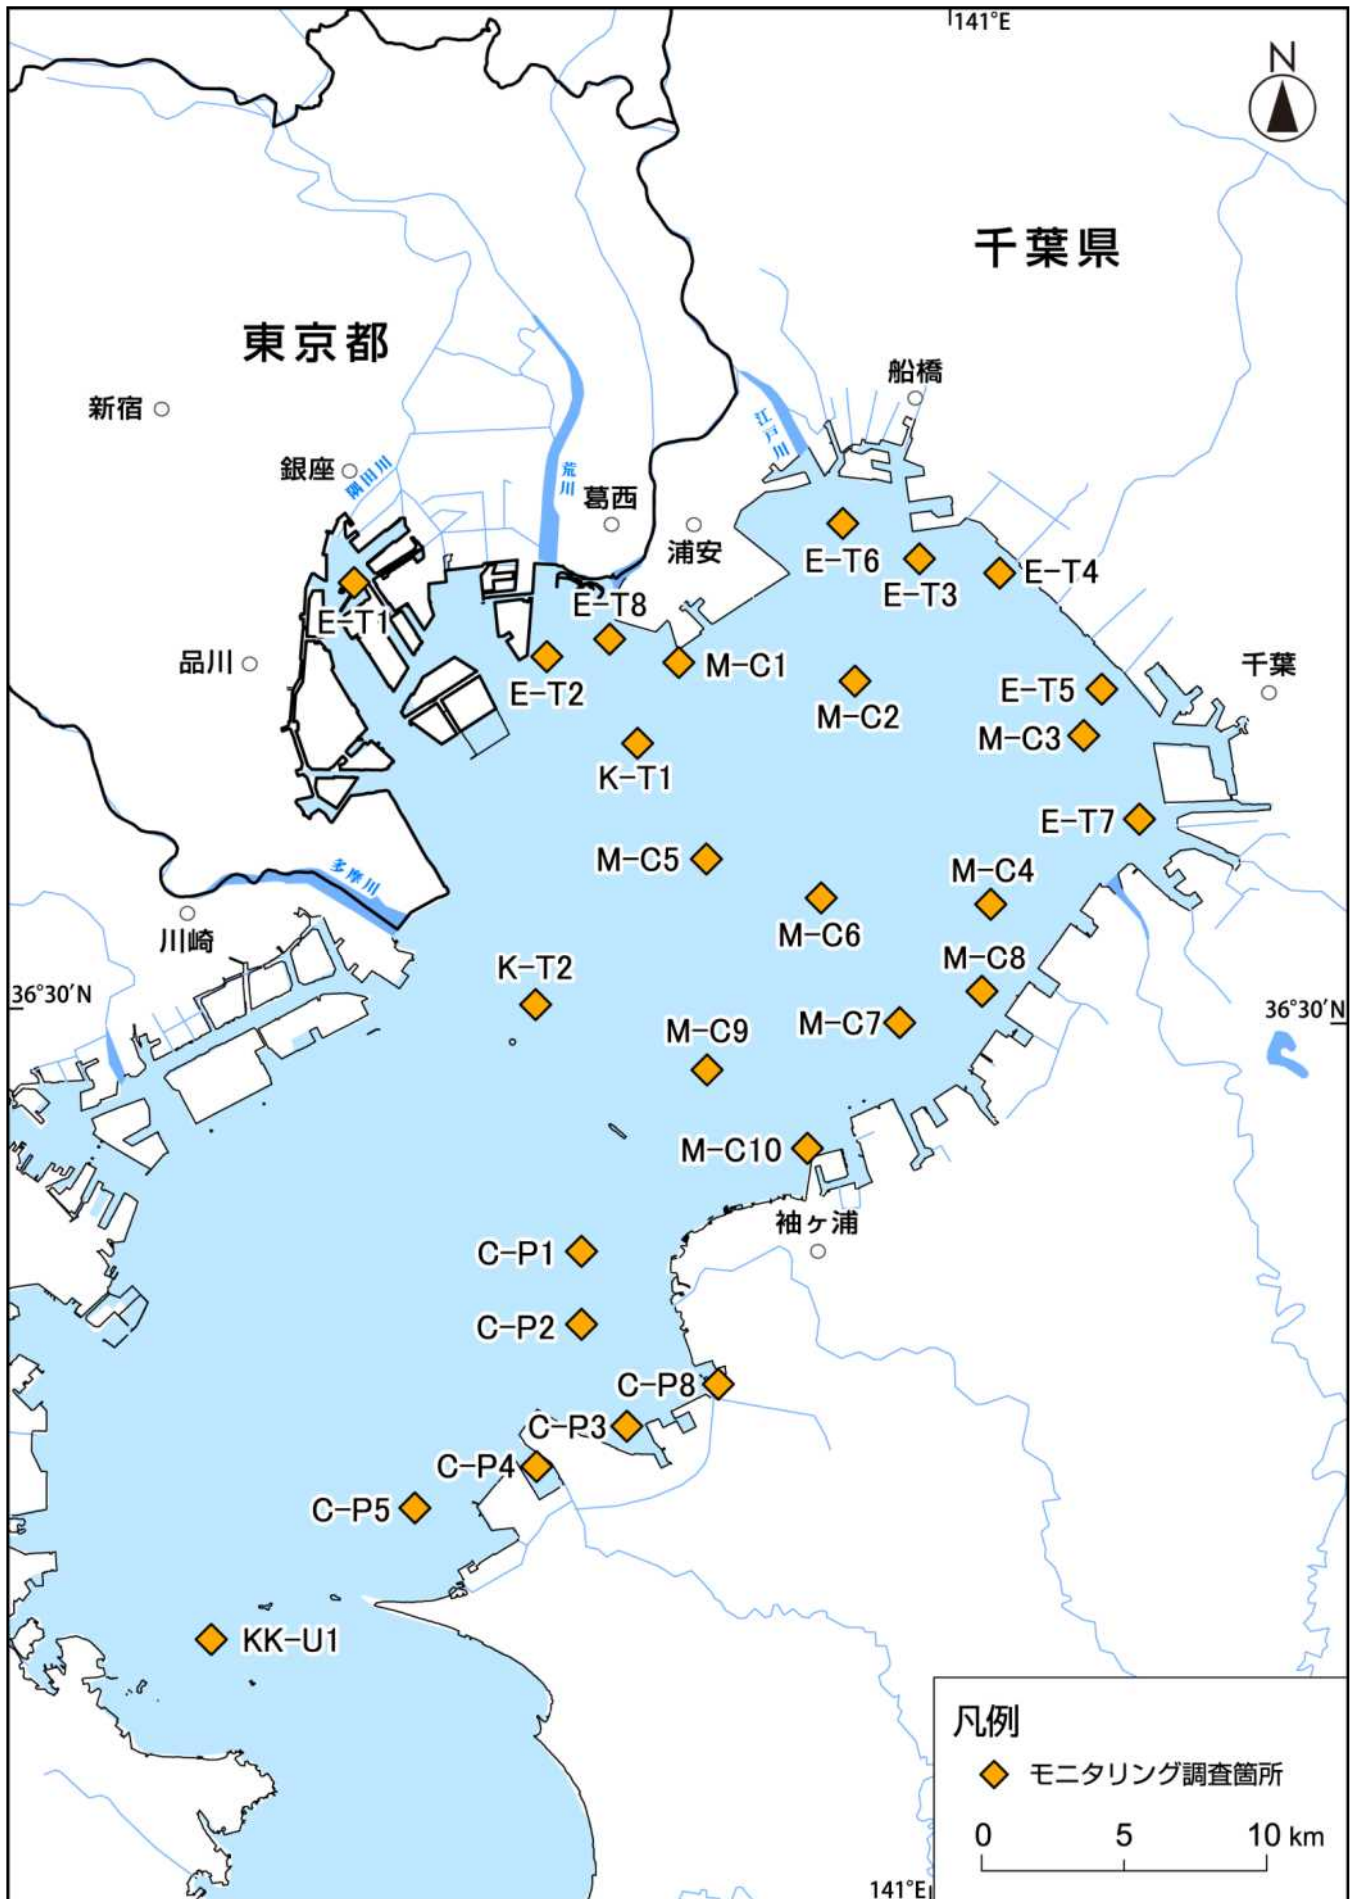 141°E
N
千葉県
東京都
船橋
新宿
江戸川
銀座
隅田川
荒川
葛西
浦安
E-T6
E-T3
E-T4
E-T8
E-T1
品川
M-C1
千葉
E-T2
M-C2
E-T5
M-C3
K-T1
E-T7
M-C5
多摩川
M-C4
川崎
M-C6
M-C8
K-T2
36°30′N
36°30′N
M-C9
M-C7
M-C10
袖ヶ浦
C-P1
C-P2
C-P8
C-P3
C-P4
C-P5
KK-U1
凡例
モニタリング調査箇所
0 5 10 km
141°E